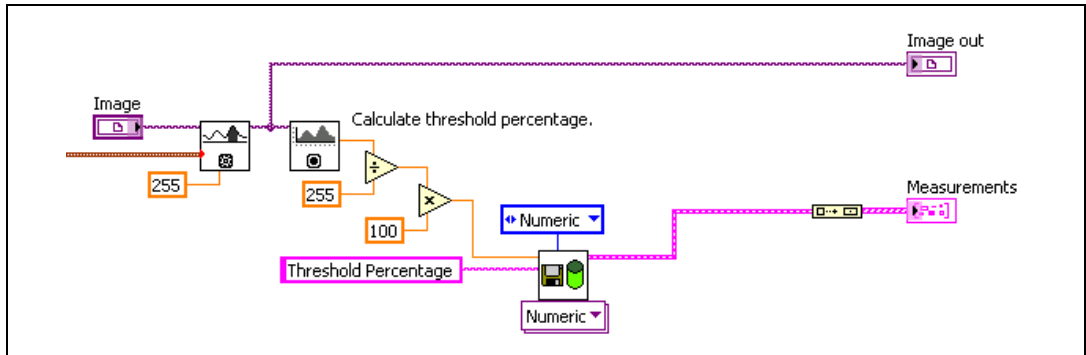 Image out
Image
Calculate threshold percentage.
255
255
100
Numeric
Measurements
Threshold Percentage
Numeric